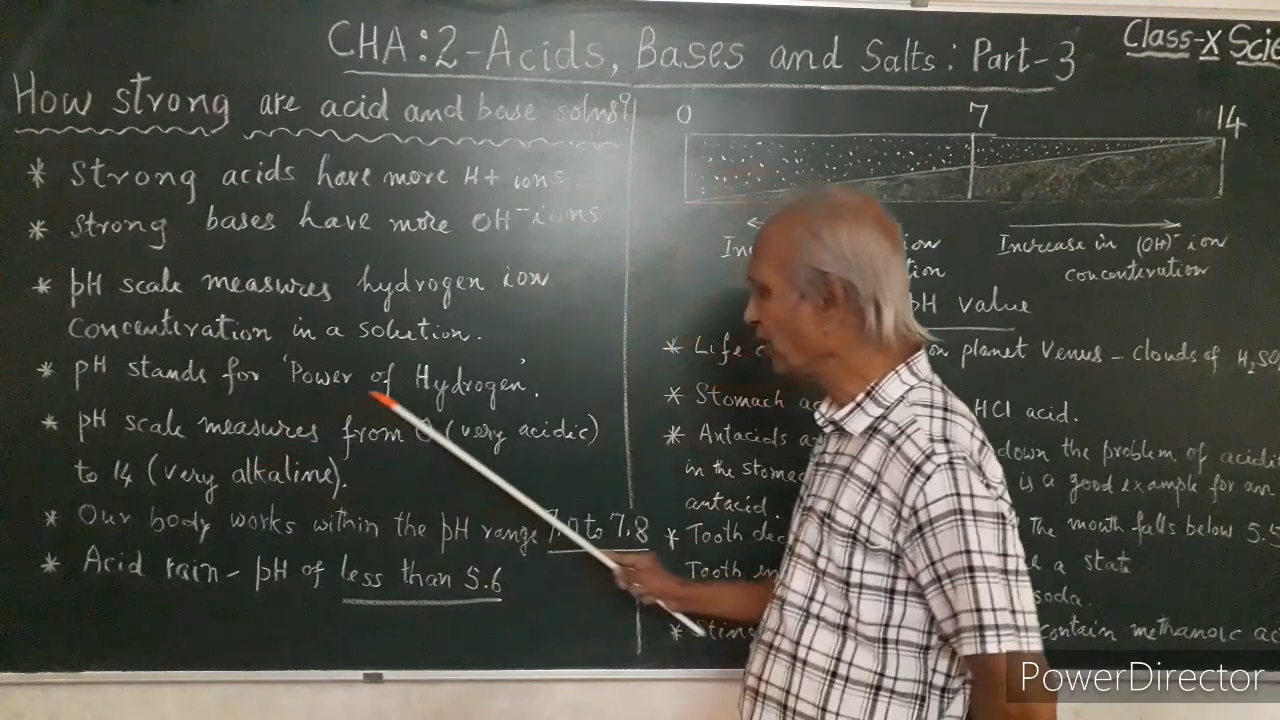 CHA:2-Acids, Bases and Salts: Part-3
Class-X
How strong are acid and base solns?
* Strong acids have more H+ ions.
* Strong bases have more OH⁻ ions.
* pH scale measures hydrogen ion
concentration in a solution.
* pH stands for 'Power of Hydrogen'.
* pH scale measures from 0 (very acidic)
to 14 (very alkaline).
* Our body works within the pH range 7.0 to 7.8
* Acid rain - pH of less than 5.6
0 7 14
Increase in (OH)⁻ ion
concentration
pH value
* Life on planet Venus - clouds of
* Stomach HCl acid.
* Antacids down the problem of
in the is a good example for an
antacid.
* Tooth The mouth falls below 5.5
Tooth a state
soda.
* contain methanoic
PowerDirector